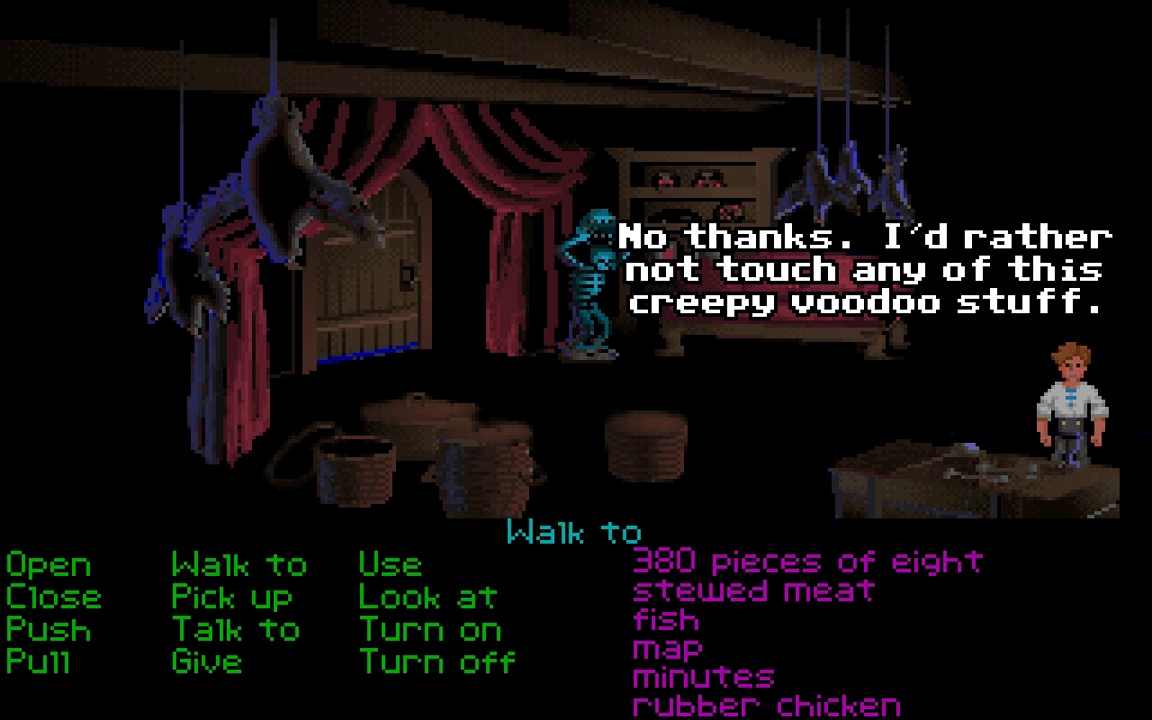 No thanks. I'd rather
not touch any of this
creepy voodoo stuff.
Walk to
Open Walk to Use
Close Pick up Look at
Push Talk to Turn on
Pull Give Turn off
380 pieces of eight
stewed meat
fish
map
minutes
rubber chicken